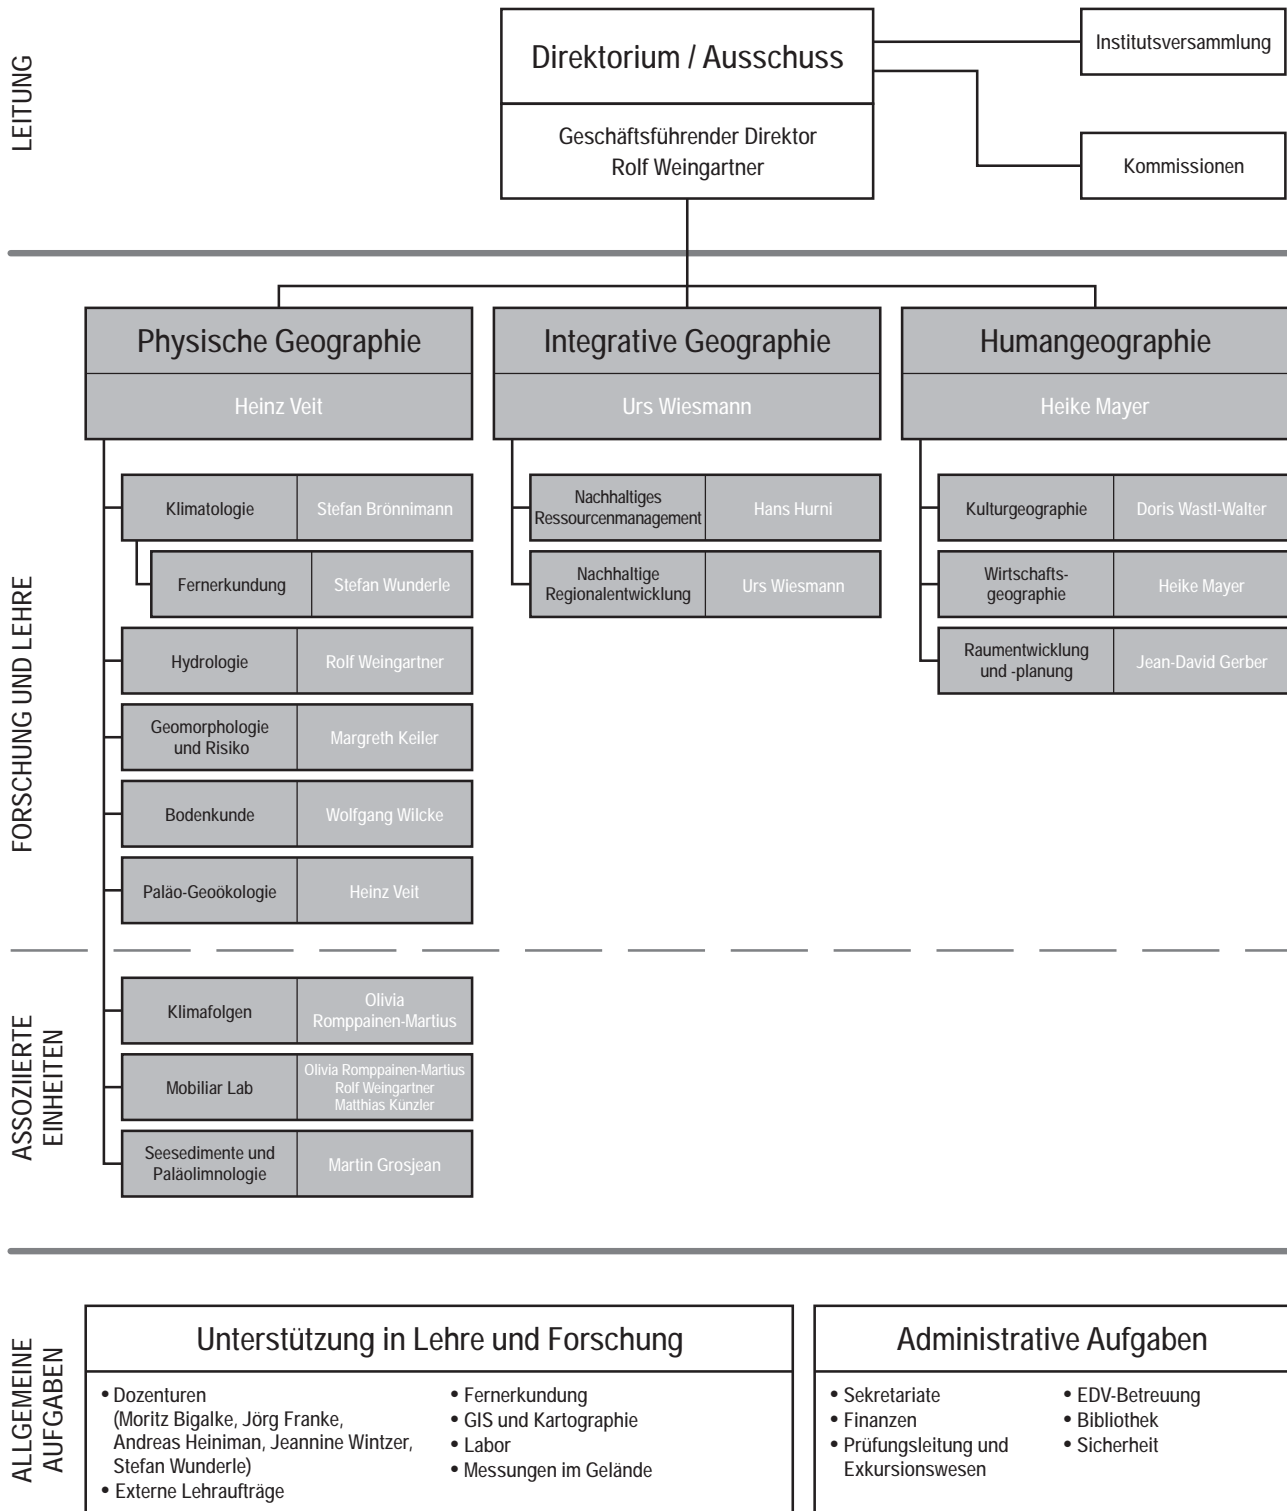 LEITUNG
Direktorium / Ausschuss
Geschäftsführender Direktor
Rolf Weingartner
Institutsversammlung
Kommissionen
FORSCHUNG UND LEHRE
Physische Geographie
Heinz Veit
Klimatologie
Stefan Brönnimann
Fernerkundung
Stefan Wunderle
Hydrologie
Rolf Weingartner
Geomorphologie
und Risiko
Margreth Keiler
Bodenkunde
Wolfgang Wilcke
Paläo-Geoökologie
Heinz Veit
Integrative Geographie
Urs Wiesmann
Nachhaltiges
Ressourcenmanagement
Hans Hurni
Nachhaltige
Regionalentwicklung
Urs Wiesmann
Humangeographie
Heike Mayer
Kulturgeographie
Doris Wastl-Walter
Wirtschafts-
geographie
Heike Mayer
Raumentwicklung
und -planung
Jean-David Gerber
ASSOZIIERTE
EINHEITEN
Klimafolgen
Olivia
Romppainen-Martius
Mobiliar Lab
Olivia Romppainen-Martius
Rolf Weingartner
Matthias Künzler
Seesedimente und
Paläolimnologie
Martin Grosjean
ALLGEMEINE
AUFGABEN
Unterstützung in Lehre und Forschung
• Dozenturen
(Moritz Bigalke, Jörg Franke,
Andreas Heiniman, Jeannine Wintzer,
Stefan Wunderle)
• Externe Lehraufträge
• Fernerkundung
• GIS und Kartographie
• Labor
• Messungen im Gelände
Administrative Aufgaben
• Sekretariate
• Finanzen
• Prüfungsleitung und
Exkursionswesen
• EDV-Betreuung
• Bibliothek
• Sicherheit